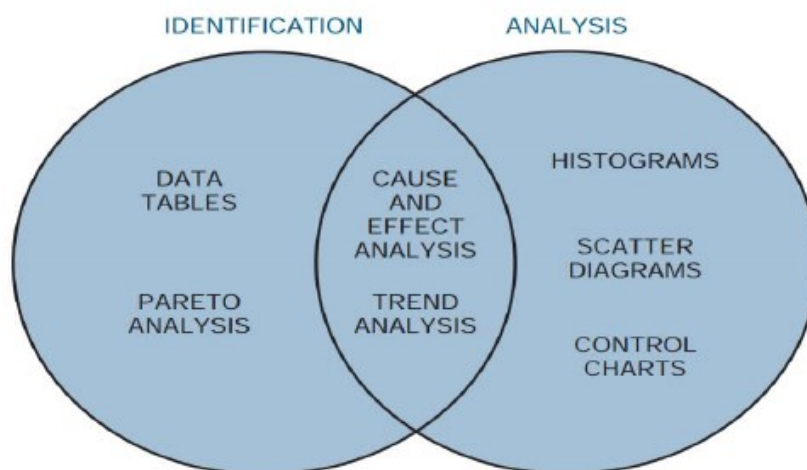 IDENTIFICATION
ANALYSIS
DATA
TABLES
PARETO
ANALYSIS
CAUSE
AND
EFFECT
ANALYSIS
TREND
ANALYSIS
HISTOGRAMS
SCATTER
DIAGRAMS
CONTROL
CHARTS